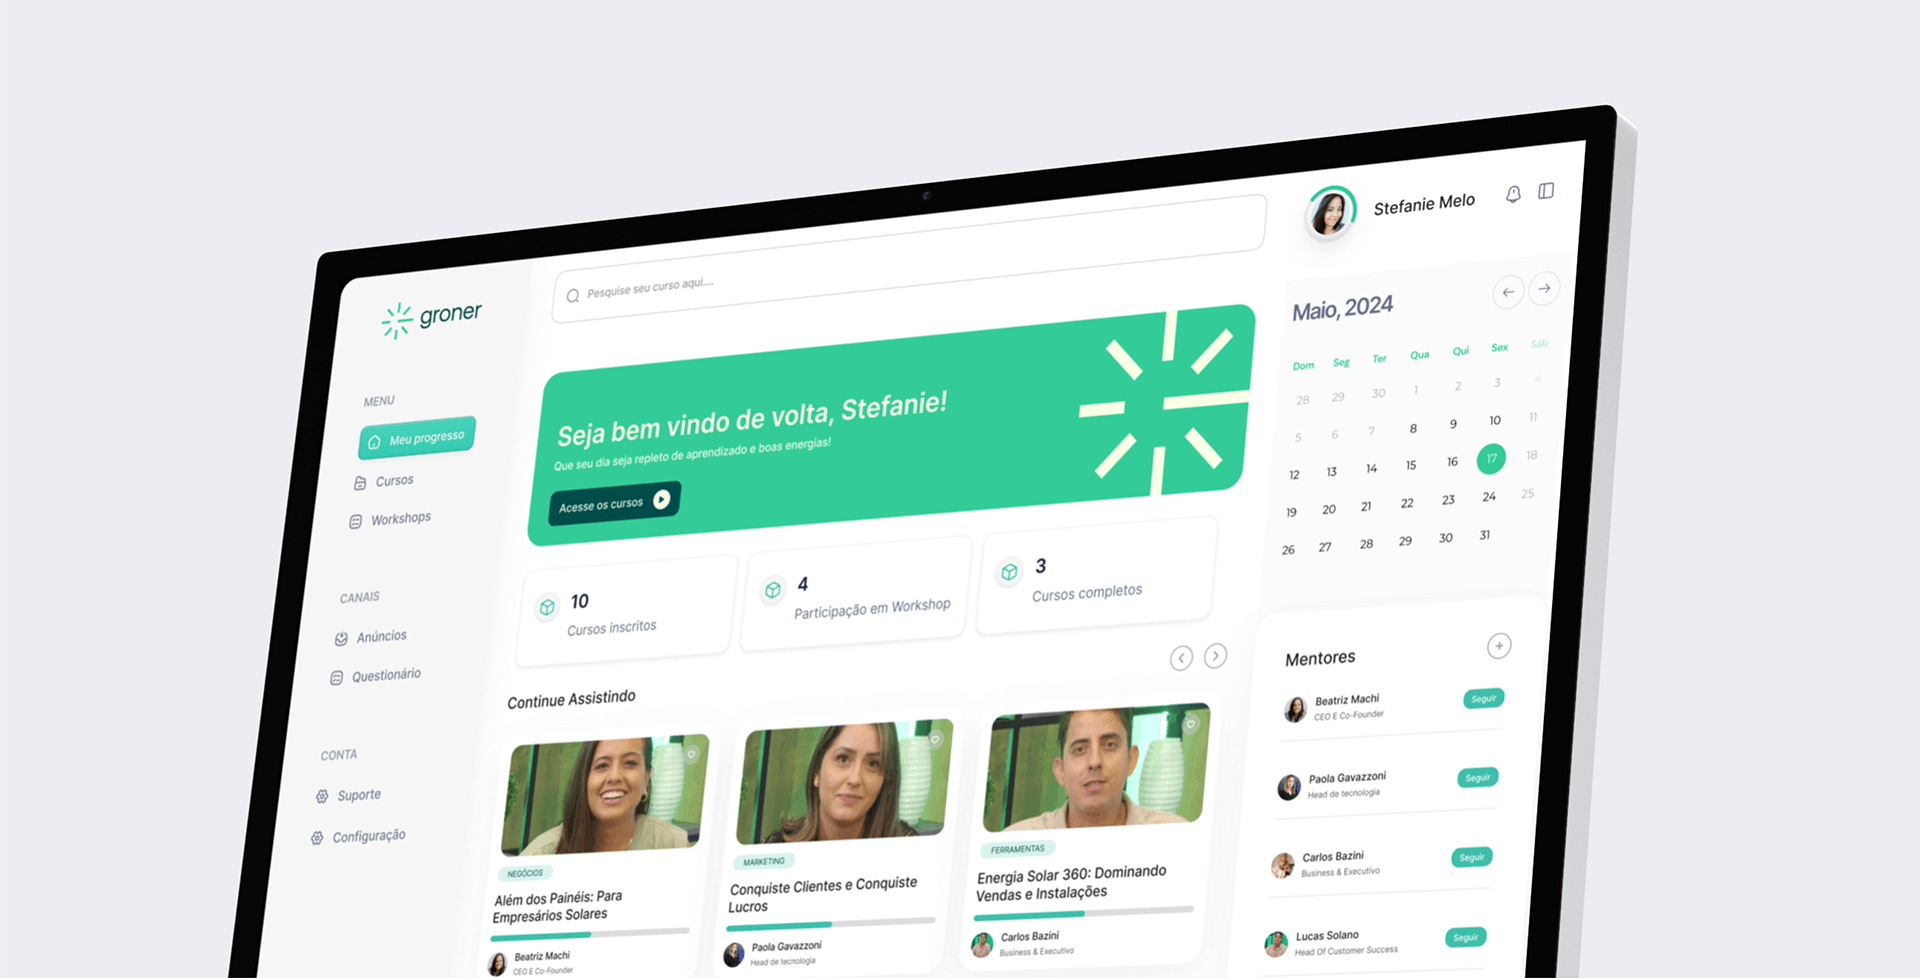 groner
Pesquise seu curso aqui....
Stefanie Melo
MENU
Meu progresso
Cursos
Workshops
CANAIS
Anúncios
Questionário
CONTA
Suporte
Configuração
Seja bem vindo de volta, Stefanie!
Que seu dia seja repleto de aprendizado e boas energias!
Acesse os cursos
10
Cursos inscritos
4
Participação em Workshop
3
Cursos completos
Continue Assistindo
NEGÓCIOS
Além dos Painéis: Para
Empresários Solares
Beatriz Machi
CEO E Co-Founder
MARKETING
Conquiste Clientes e Conquiste
Lucros
Paola Gavazzoni
Head de tecnologia
FERRAMENTAS
Energia Solar 360: Dominando
Vendas e Instalações
Carlos Bazini
Business & Executivo
Maio, 2024
Dom Seg Ter Qua Qui Sex Sáb
28 29 30 1 2 3 4
5 6 7 8 9 10 11
12 13 14 15 16 17 18
19 20 21 22 23 24 25
26 27 28 29 30 31
Mentores
Beatriz Machi
CEO E Co-Founder
Seguir
Paola Gavazzoni
Head de tecnologia
Seguir
Carlos Bazini
Business & Executivo
Seguir
Lucas Solano
Head Of Customer Success
Seguir